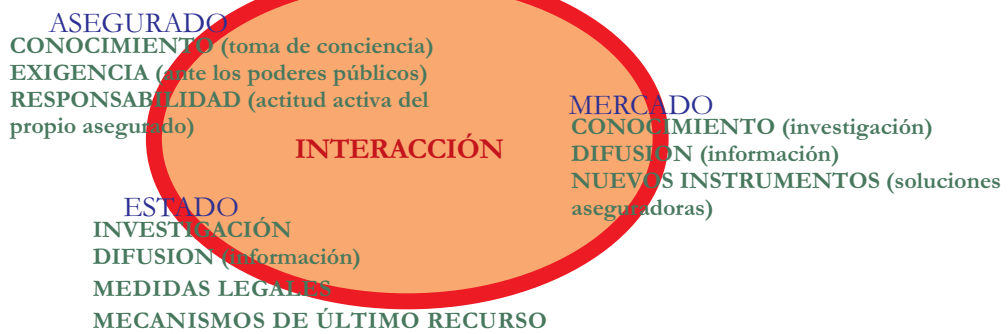 ASEGURADO
CONOCIMIENTO (toma de conciencia)
EXIGENCIA (ante los poderes públicos)
RESPONSABILIDAD (actitud activa del
propio asegurado)
INTERACCIÓN
MERCADO
CONOCIMIENTO (investigación)
DIFUSION (información)
NUEVOS INSTRUMENTOS (soluciones
aseguradoras)
ESTADO
INVESTIGACIÓN
DIFUSION (información)
MEDIDAS LEGALES
MECANISMOS DE ÚLTIMO RECURSO